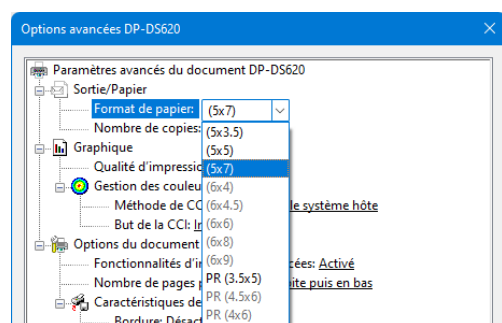 Options avancées DP-DS620
Paramètres avancés du document DP-DS620
Sortie/Papier
Format de papier: (5x7)
Nombre de copies:
(5x3.5)
(5x5)
(5x7)
(6x4)
(6x4.5)
(6x6)
(6x8)
(6x9)
PR (3.5x5)
PR (4.5x6)
PR (4x6)
Graphique
Qualité d'impressio
Gestion des couleu
Méthode de CC le système hôte
But de la CCI: In
Options du document
Fonctionnalités d'i cées: Activé
Nombre de pages p oite puis en bas
Caractéristiques de
Bordure: Désact